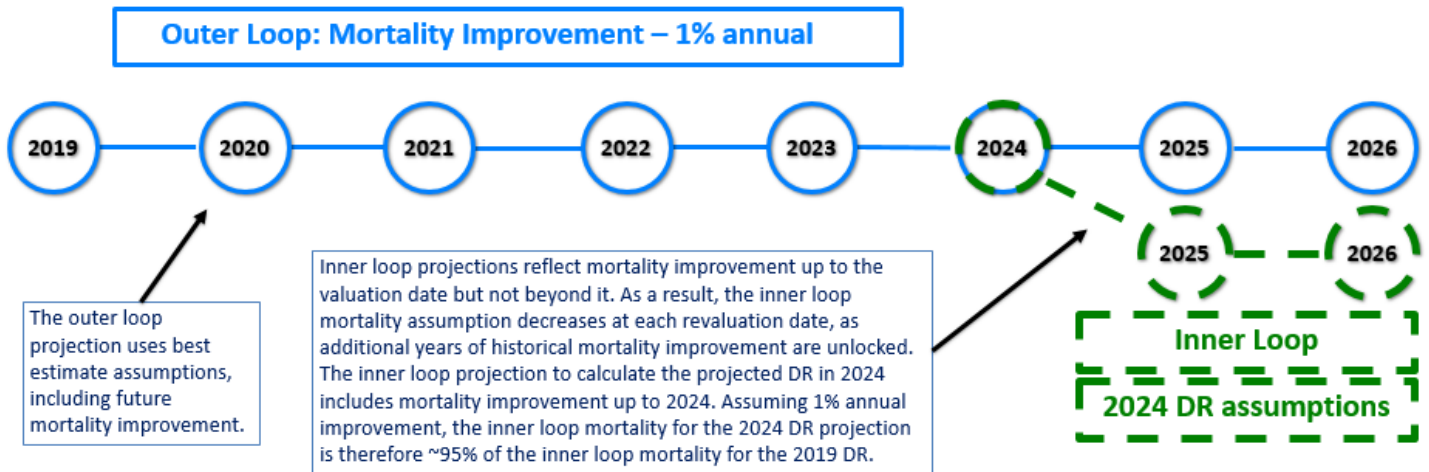 Outer Loop: Mortality Improvement – 1% annual
2019
2020
2021
2022
2023
2024
2025
2026
2025
2026
The outer loop
projection uses best
estimate assumptions,
including future
mortality improvement.
Inner loop projections reflect mortality improvement up to the
valuation date but not beyond it. As a result, the inner loop
mortality assumption decreases at each revaluation date, as
additional years of historical mortality improvement are unlocked.
The inner loop projection to calculate the projected DR in 2024
includes mortality improvement up to 2024. Assuming 1% annual
improvement, the inner loop mortality for the 2024 DR projection
is therefore ~95% of the inner loop mortality for the 2019 DR.
Inner Loop
2024 DR assumptions